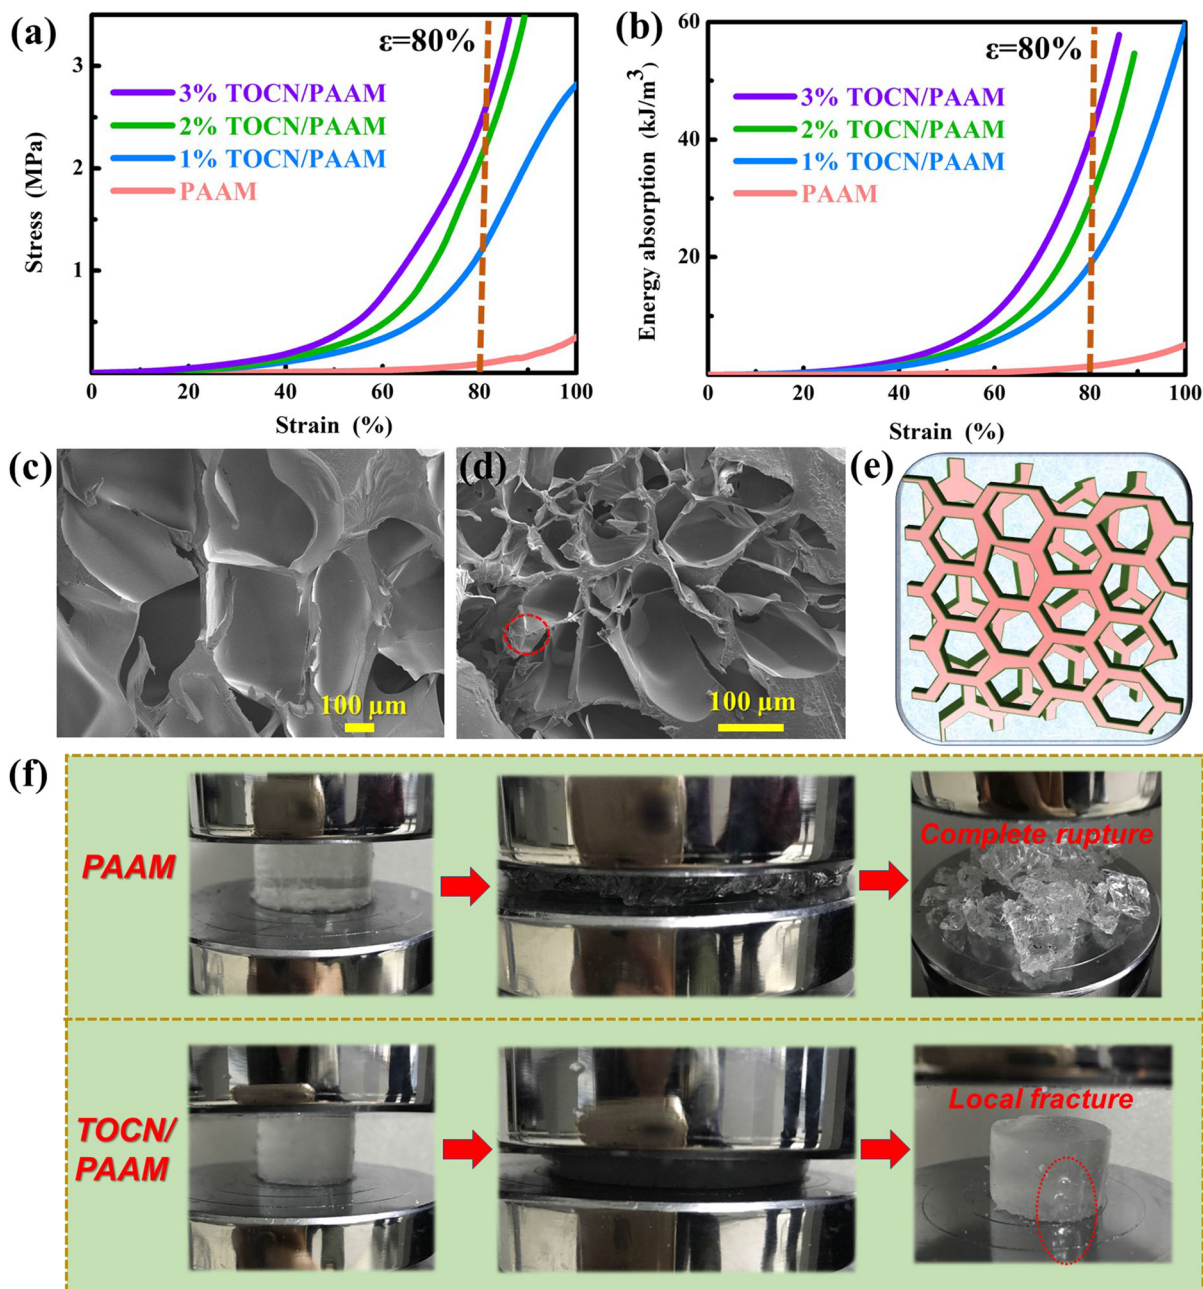 (a)
ε=80%
3% TOCN/PAAM
2% TOCN/PAAM
1% TOCN/PAAM
PAAM
Stress (MPa)
3
2
1
0 20 40 60 80 100
Strain (%)
(b)
ε=80%
3% TOCN/PAAM
2% TOCN/PAAM
1% TOCN/PAAM
PAAM
Energy absorption (kJ/m³)
60
40
20
0 20 40 60 80 100
Strain (%)
(c)
100 μm
(d)
100 μm
(e)
(f)
PAAM
Complete rupture
TOCN/
PAAM
Local fracture